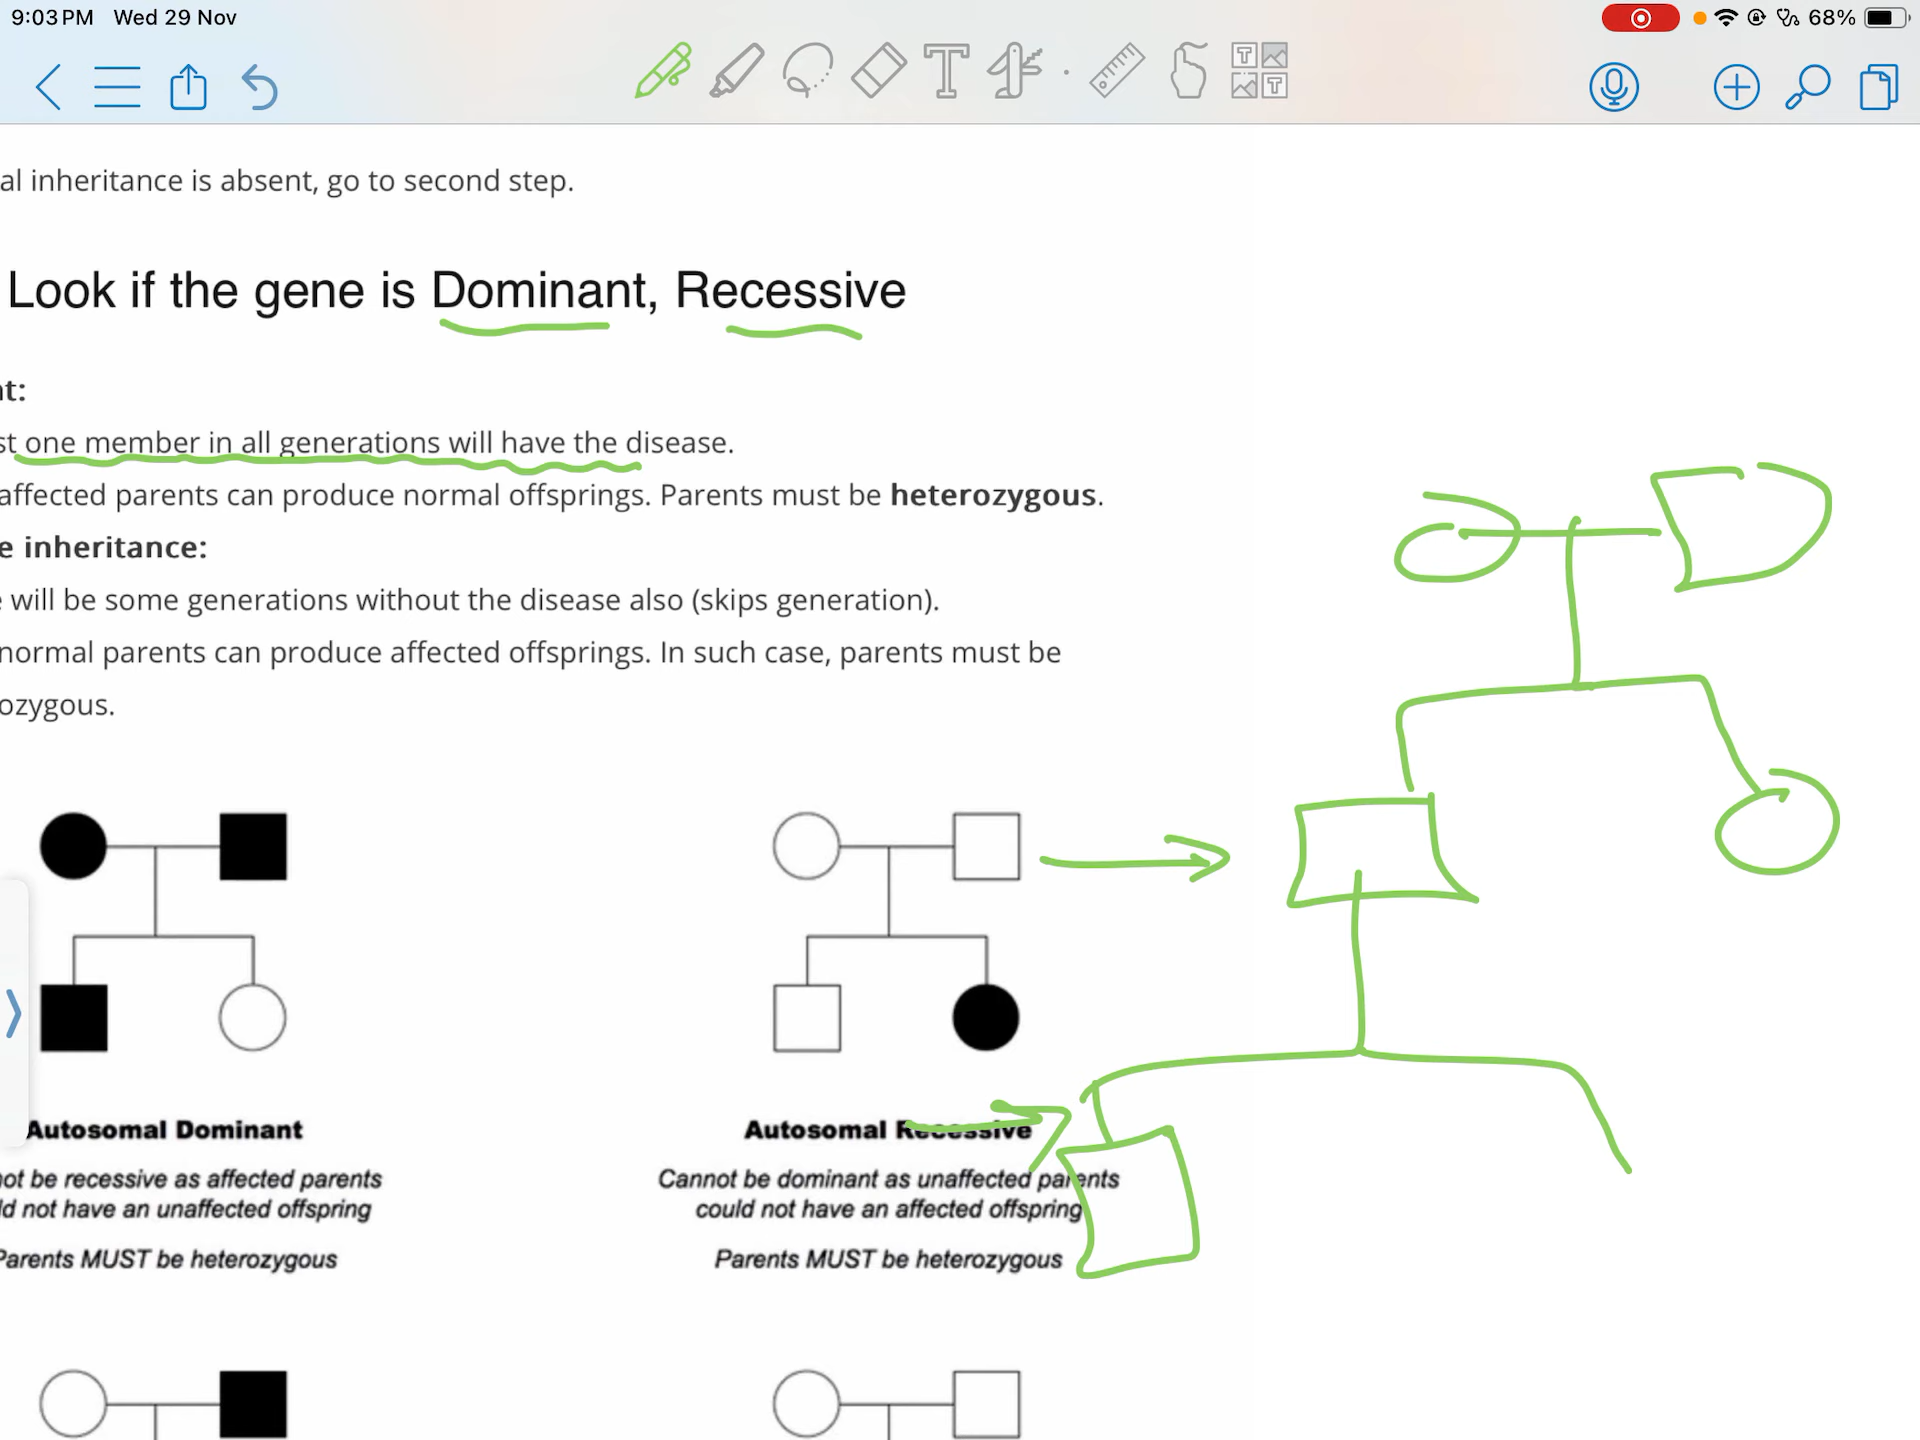 9:03 PM Wed 29 Nov
68%
al inheritance is absent, go to second step.
Look if the gene is Dominant, Recessive
nt:
st one member in all generations will have the disease.
affected parents can produce normal offsprings. Parents must be heterozygous.
e inheritance:
e will be some generations without the disease also (skips generation).
normal parents can produce affected offsprings. In such case, parents must be
ozygous.
Autosomal Dominant
not be recessive as affected parents
ld not have an unaffected offspring
Parents MUST be heterozygous
Autosomal Recessive
Cannot be dominant as unaffected parents
could not have an affected offspring
Parents MUST be heterozygous